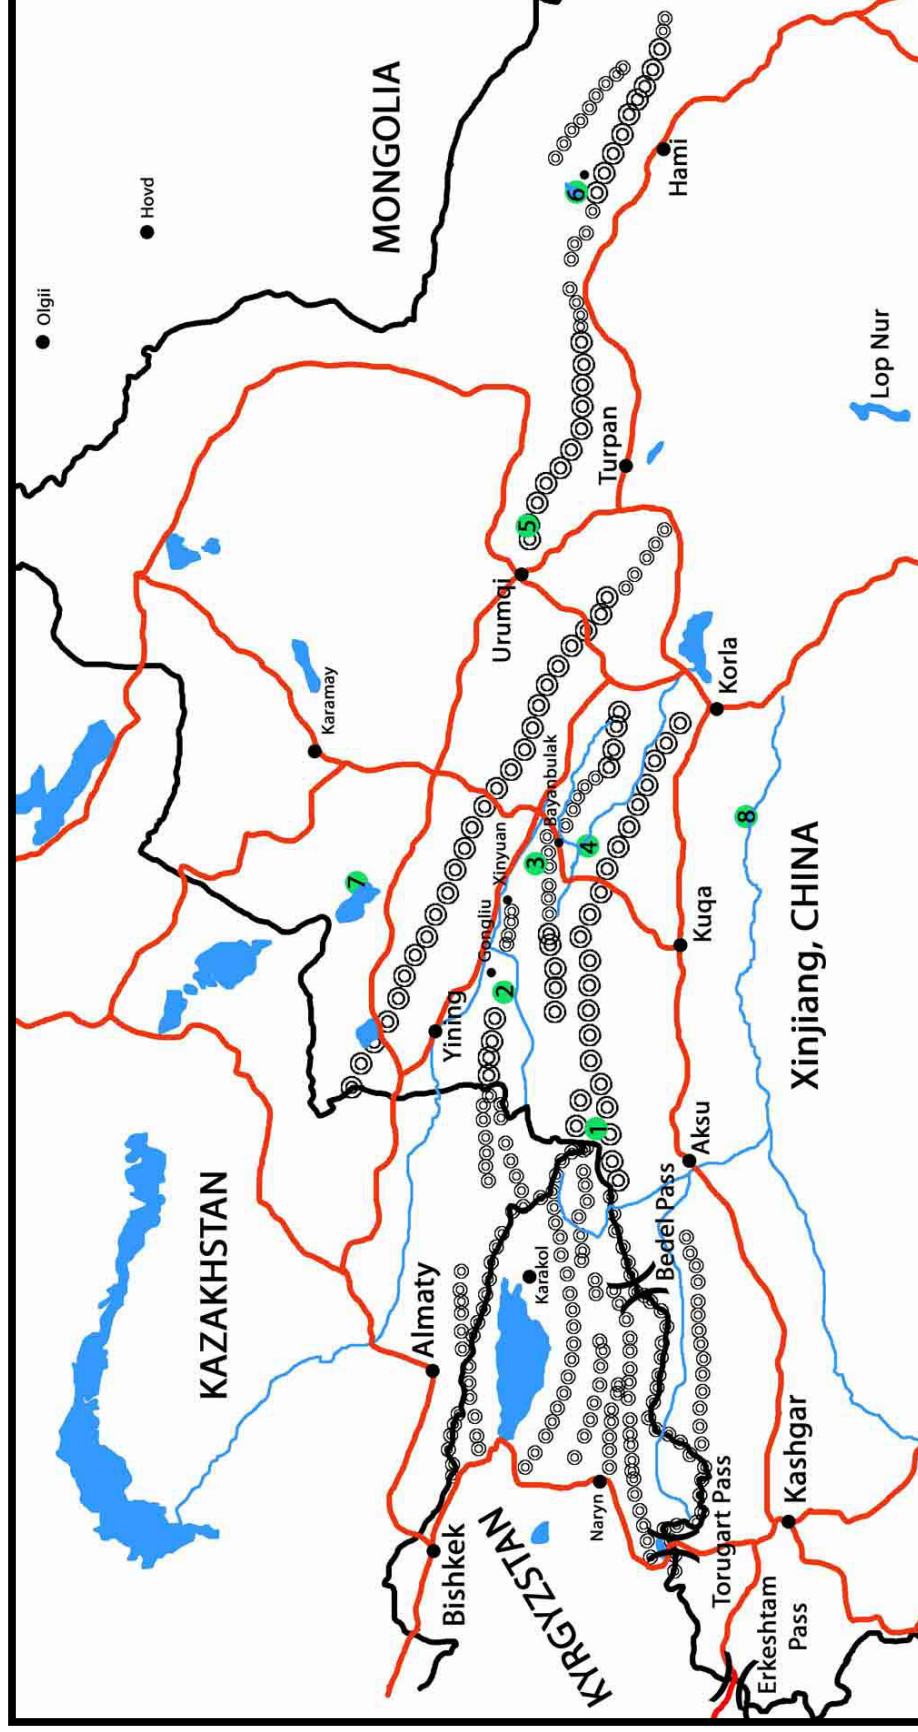 Olgii
Hovd
MONGOLIA
KAZAKHSTAN
Karamay
7
Almaty
Yining
Gongliu
2
Xinyuan
3
Bayanbulak
4
Urumqi
5
Turpan
6
Hami
Bishkek
KYRGYZSTAN
Karakol
Naryn
1
Bedel Pass
Aksu
Kuqa
Korla
Lop Nur
8
Torugart Pass
Kashgar
Erkeshtam
Pass
Xinjiang, CHINA